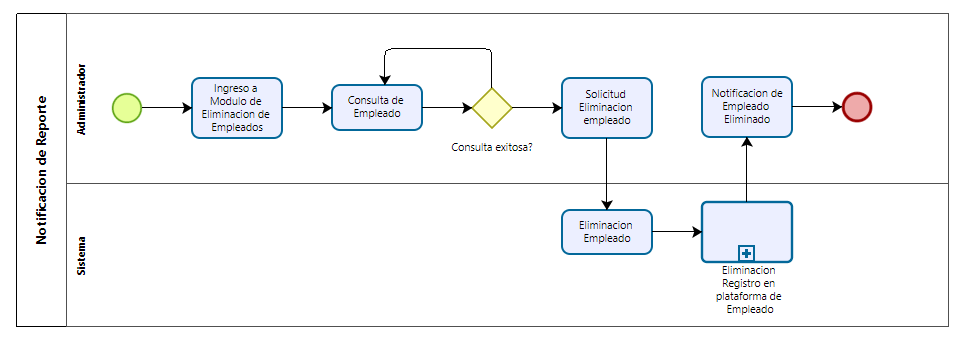 Notificacion de Reporte
Administrador
Ingreso a
Modulo de
Eliminacion de
Empleados
Consulta de
Empleado
Consulta exitosa?
Solicitud
Eliminacion
empleado
Notificacion de
Empleado
Eliminado
Sistema
Eliminacion
Empleado
Eliminacion
Registro en
plataforma de
Empleado